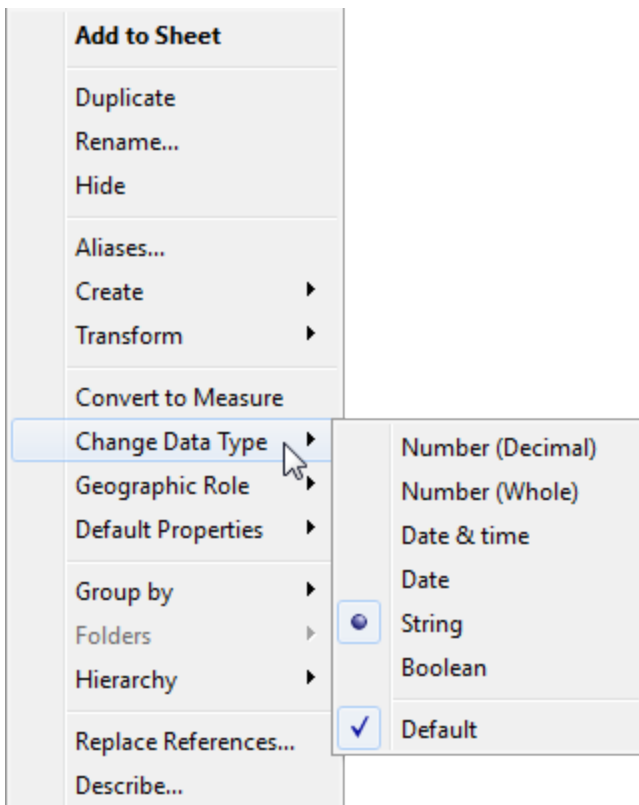 Add to Sheet
Duplicate
Rename...
Hide
Aliases...
Create
Transform
Convert to Measure
Change Data Type
Geographic Role
Default Properties
Group by
Folders
Hierarchy
Replace References...
Describe...
Number (Decimal)
Number (Whole)
Date & time
Date
String
Boolean
Default